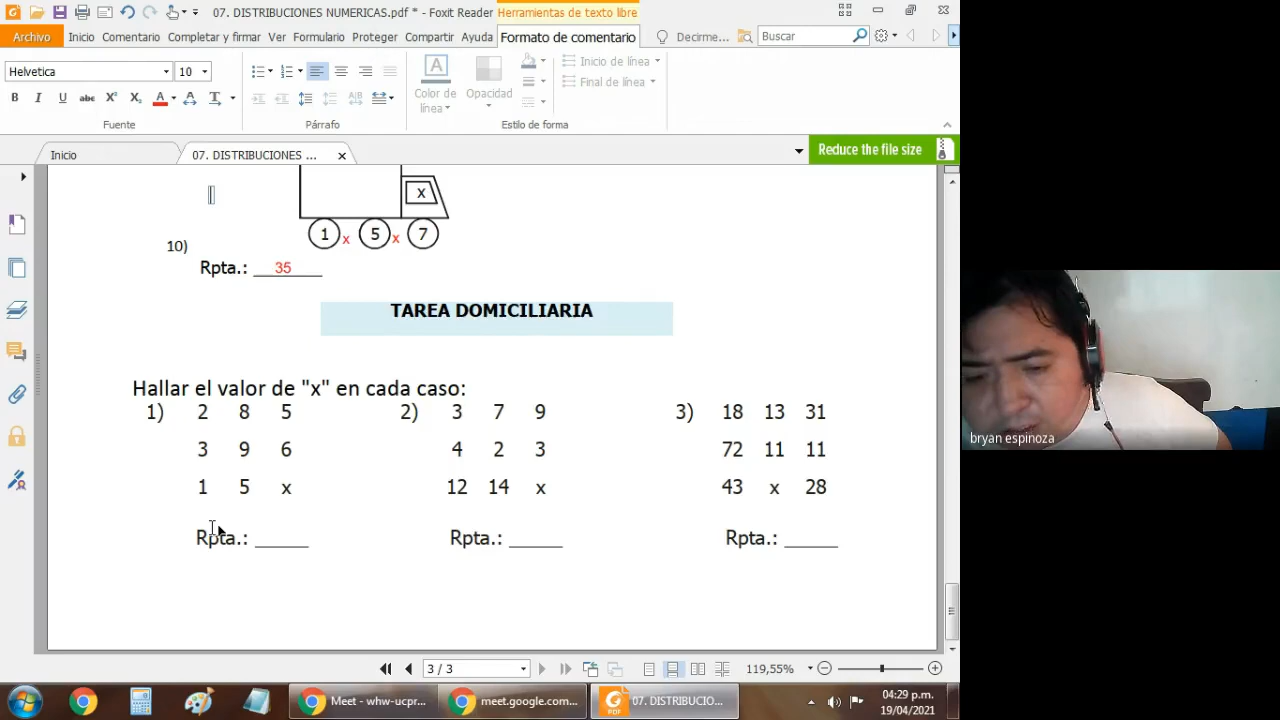 07. DISTRIBUCIONES NUMERICAS.pdf * - Foxit Reader
Herramientas de texto libre
Archivo Inicio Comentario Completar y firmar Ver Formulario Proteger Compartir Ayuda Formato de comentario Decirme... Buscar
Helvetica 10
Color de línea Opacidad
Inicio de línea
Final de línea
Fuente Párrafo Estilo de forma
Inicio 07. DISTRIBUCIONES ... Reduce the file size
x
1 x 5 x 7
10)
Rpta.: 35
TAREA DOMICILIARIA
Hallar el valor de "x" en cada caso:
1) 2 8 5 2) 3 7 9 3) 18 13 31
3 9 6 4 2 3 72 11 11
1 5 x 12 14 x 43 x 28
Rpta.: ______ Rpta.: ______ Rpta.: ______
bryan espinoza
3 / 3 119,55%
Meet - whw-ucpr... meet.google.com... 07. DISTRIBUCIO...
04:29 p.m.
19/04/2021